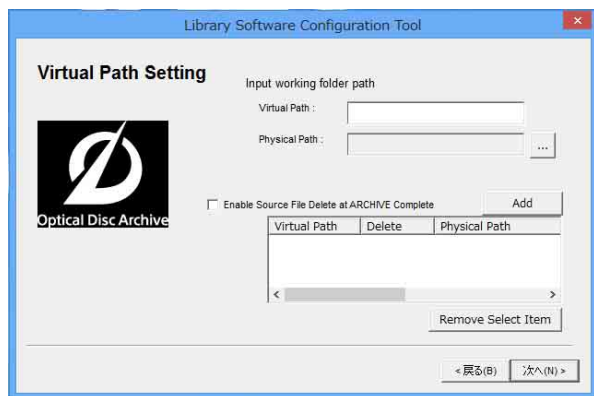 Library Software Configuration Tool
Virtual Path Setting
Input working folder path
Virtual Path :
Physical Path :
...
Optical Disc Archive
Enable Source File Delete at ARCHIVE Complete
Add
Virtual Path Delete Physical Path
Remove Select Item
< 戻る(B) 次へ(N) >